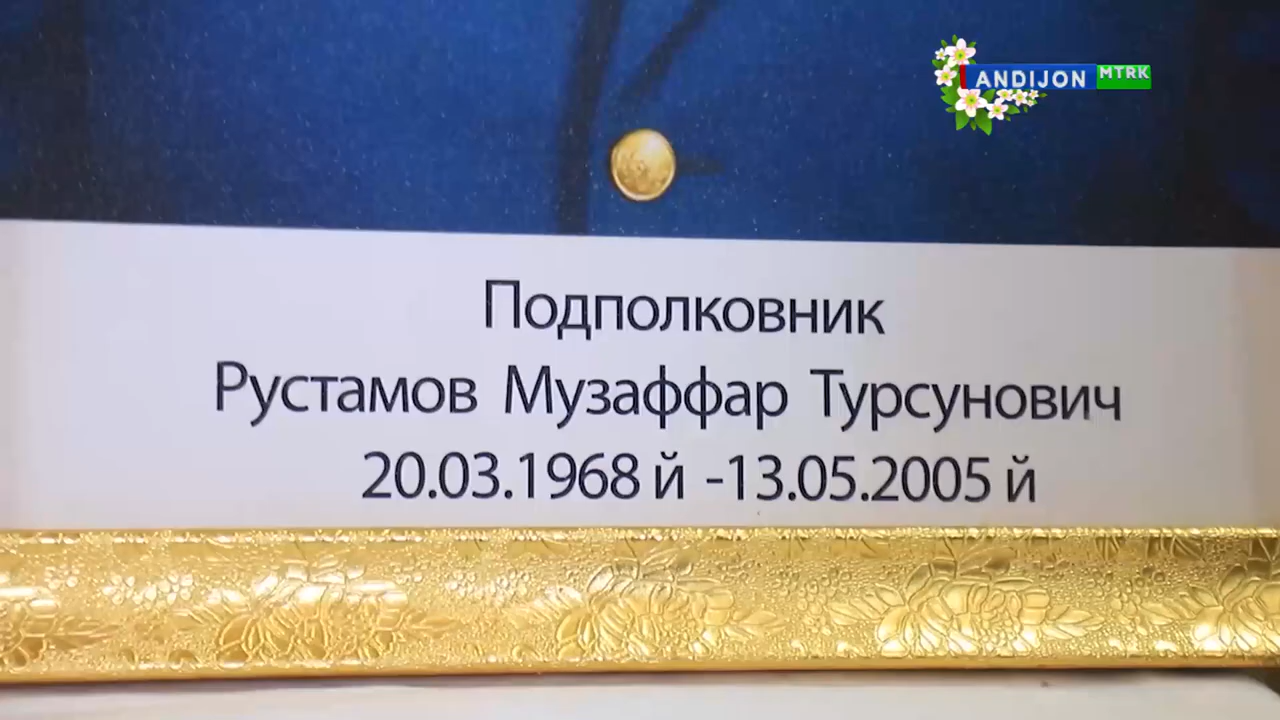 ANDIJON MTRK
Подполковник
Рустамов Музаффар Турсунович
20.03.1968 й -13.05.2005 й